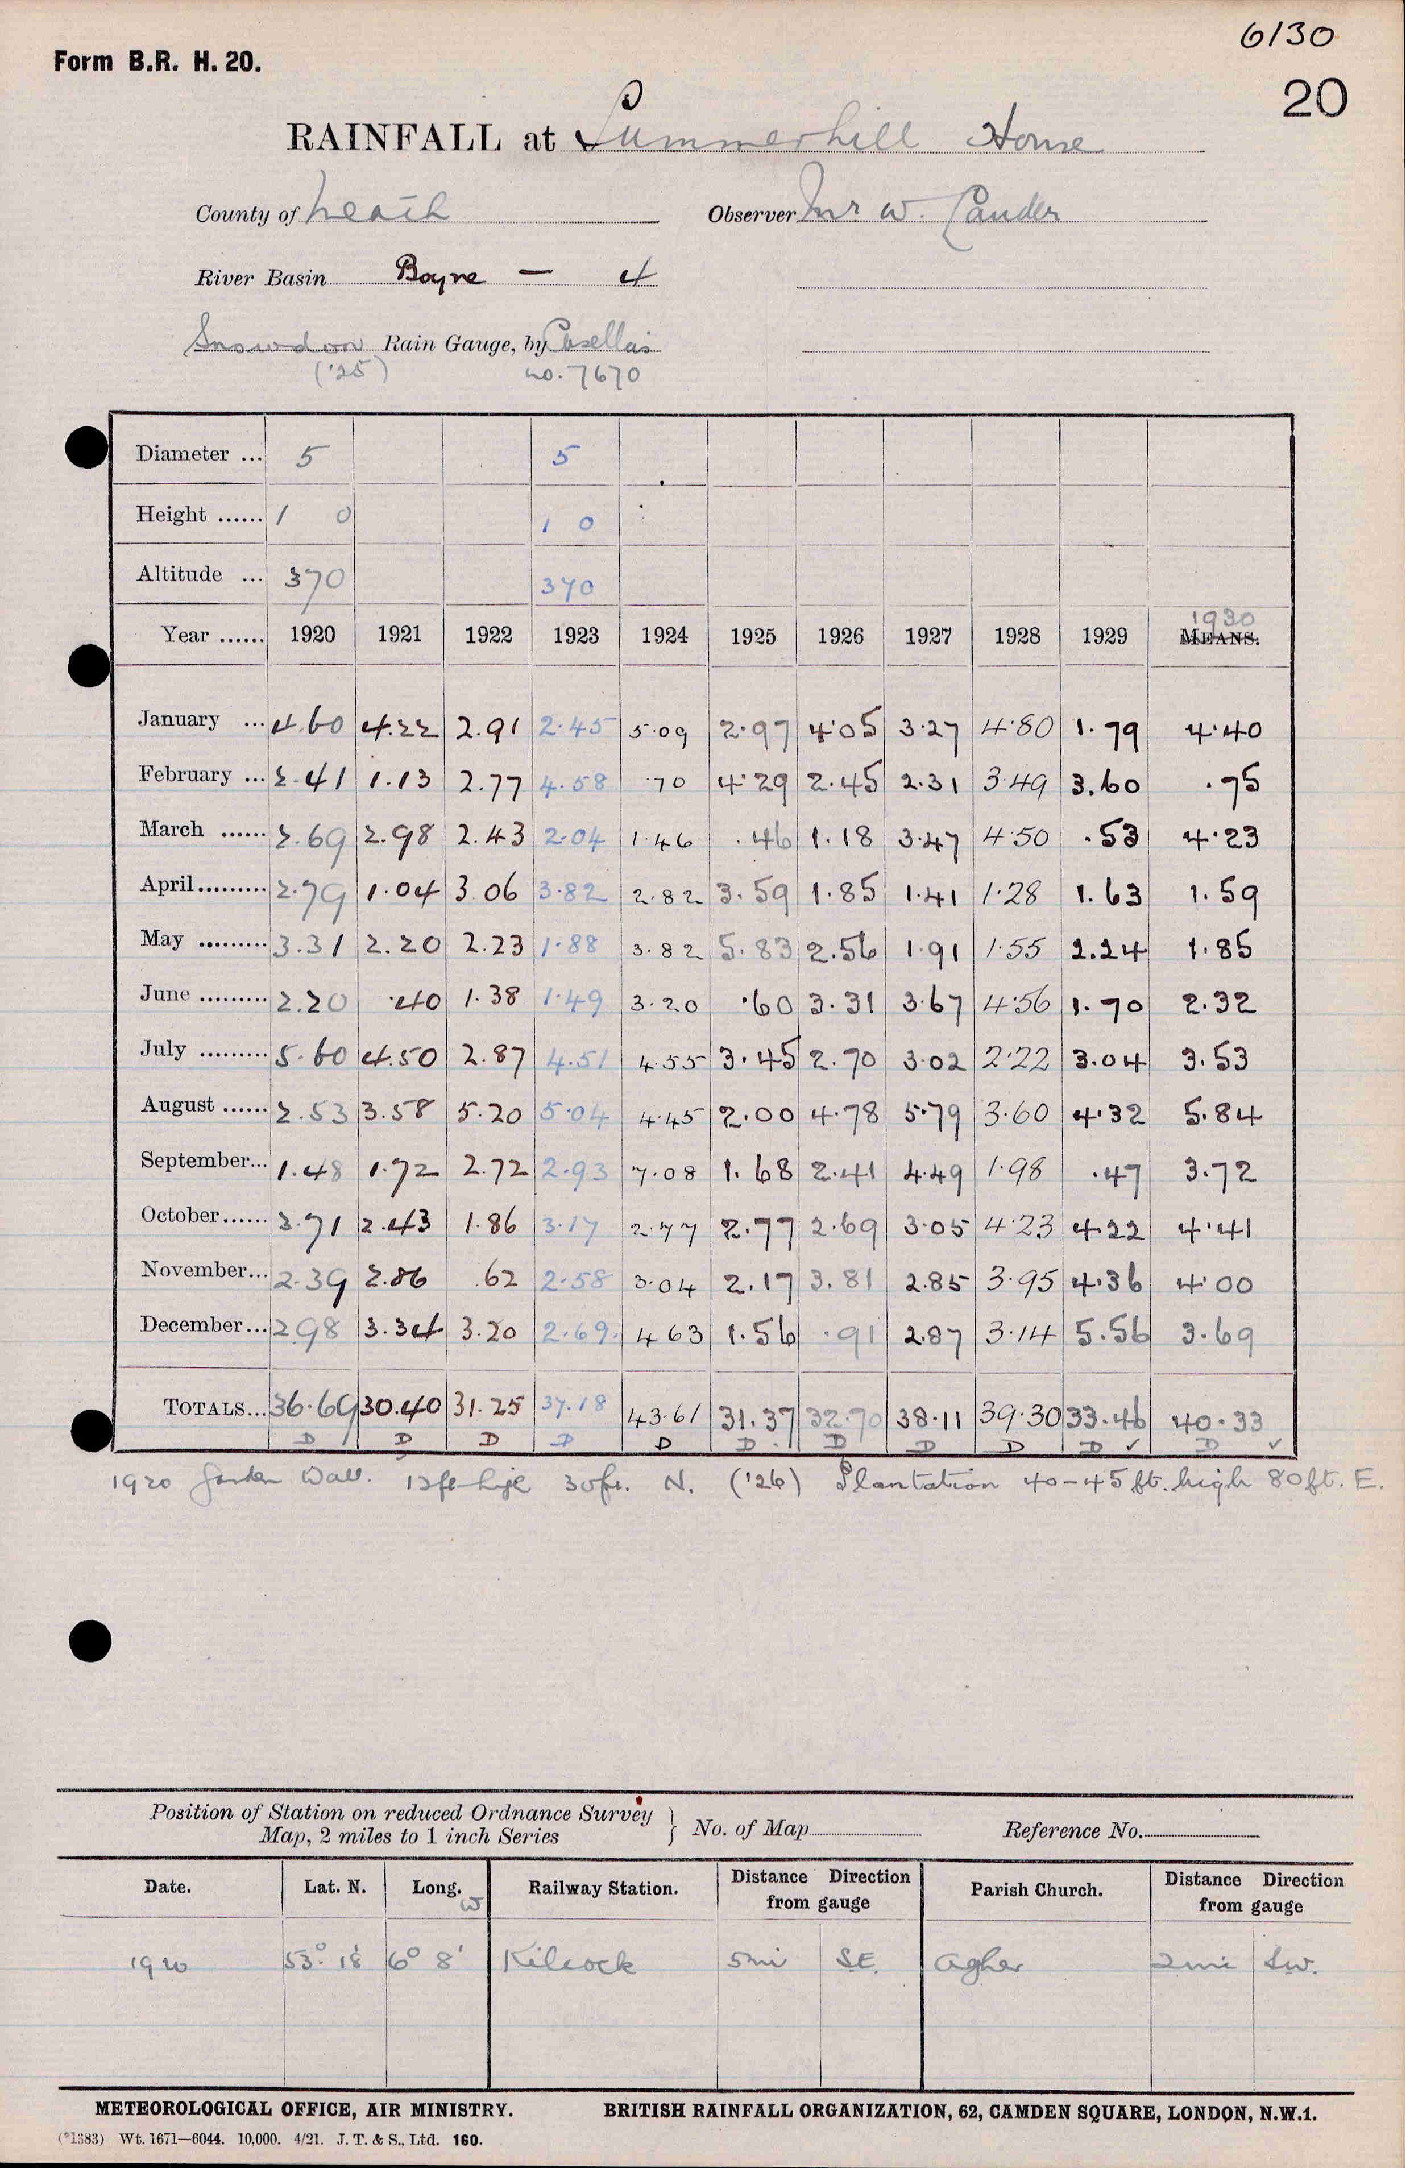 6130
Form B.R. H. 20.
20
RAINFALL at Summerhill House
County of Meath Observer Mr W. Lauder
River Basin Boyne — 4
Snowdon Rain Gauge, by Casellas
('25) no. 7670
Diameter ... 5 5
Height ...... 1 0 1 0
Altitude ... 370 370
1930
Year ...... 1920 1921 1922 1923 1924 1925 1926 1927 1928 1929 MEANS.
January ... 4.60 4.22 2.91 2.45 5.09 2.97 4.05 3.27 4.80 1.79 4.40
February ... 2.41 1.13 2.77 4.58 .70 4.29 2.45 2.31 3.49 3.60 .75
March ...... 2.69 2.98 2.43 2.04 1.46 .46 1.18 3.47 4.50 .53 4.23
April......... 2.79 1.04 3.06 3.82 2.82 3.59 1.85 1.41 1.28 1.63 1.59
May ......... 3.31 2.20 2.23 1.88 3.82 5.83 2.56 1.91 1.55 2.24 1.85
June ......... 2.20 .40 1.38 1.49 3.20 .60 3.31 3.67 4.56 1.70 2.32
July ......... 5.60 4.50 2.87 4.51 4.55 3.45 2.70 3.02 2.22 3.04 3.53
August ...... 2.53 3.58 5.20 5.04 4.45 2.00 4.78 5.79 3.60 4.32 5.84
September... 1.48 1.72 2.72 2.93 7.08 1.68 2.41 4.49 1.98 .47 3.72
October...... 3.71 2.43 1.86 3.17 2.77 2.77 2.69 3.05 4.23 4.22 4.41
November... 2.39 2.86 .62 2.58 3.04 2.17 3.81 2.85 3.95 4.36 4.00
December... 2.98 3.34 3.20 2.69 4.63 1.56 .91 2.87 3.14 5.56 3.69
TOTALS... 36.69 30.40 31.25 37.18 43.61 31.37 32.70 38.11 39.30 33.46 40.33
D D D D D D D D D D ✓ D ✓
1920 Garden Wall. 12ft high 30ft. N. ('26) Plantation 40-45 ft. high 80 ft. E.
Position of Station on reduced Ordnance Survey
Map, 2 miles to 1 inch Series } No. of Map Reference No.
Date. Lat. N. Long. W Railway Station. Distance Direction from gauge Parish Church. Distance Direction from gauge
1920 53° 18' 6° 8' Kilcock 5mi SE. Agher 2mi SW.
METEOROLOGICAL OFFICE, AIR MINISTRY. BRITISH RAINFALL ORGANIZATION, 62, CAMDEN SQUARE, LONDON, N.W.1.
(*1383) Wt. 1671—6044. 10,000. 4/21. J. T. & S., Ltd. 160.